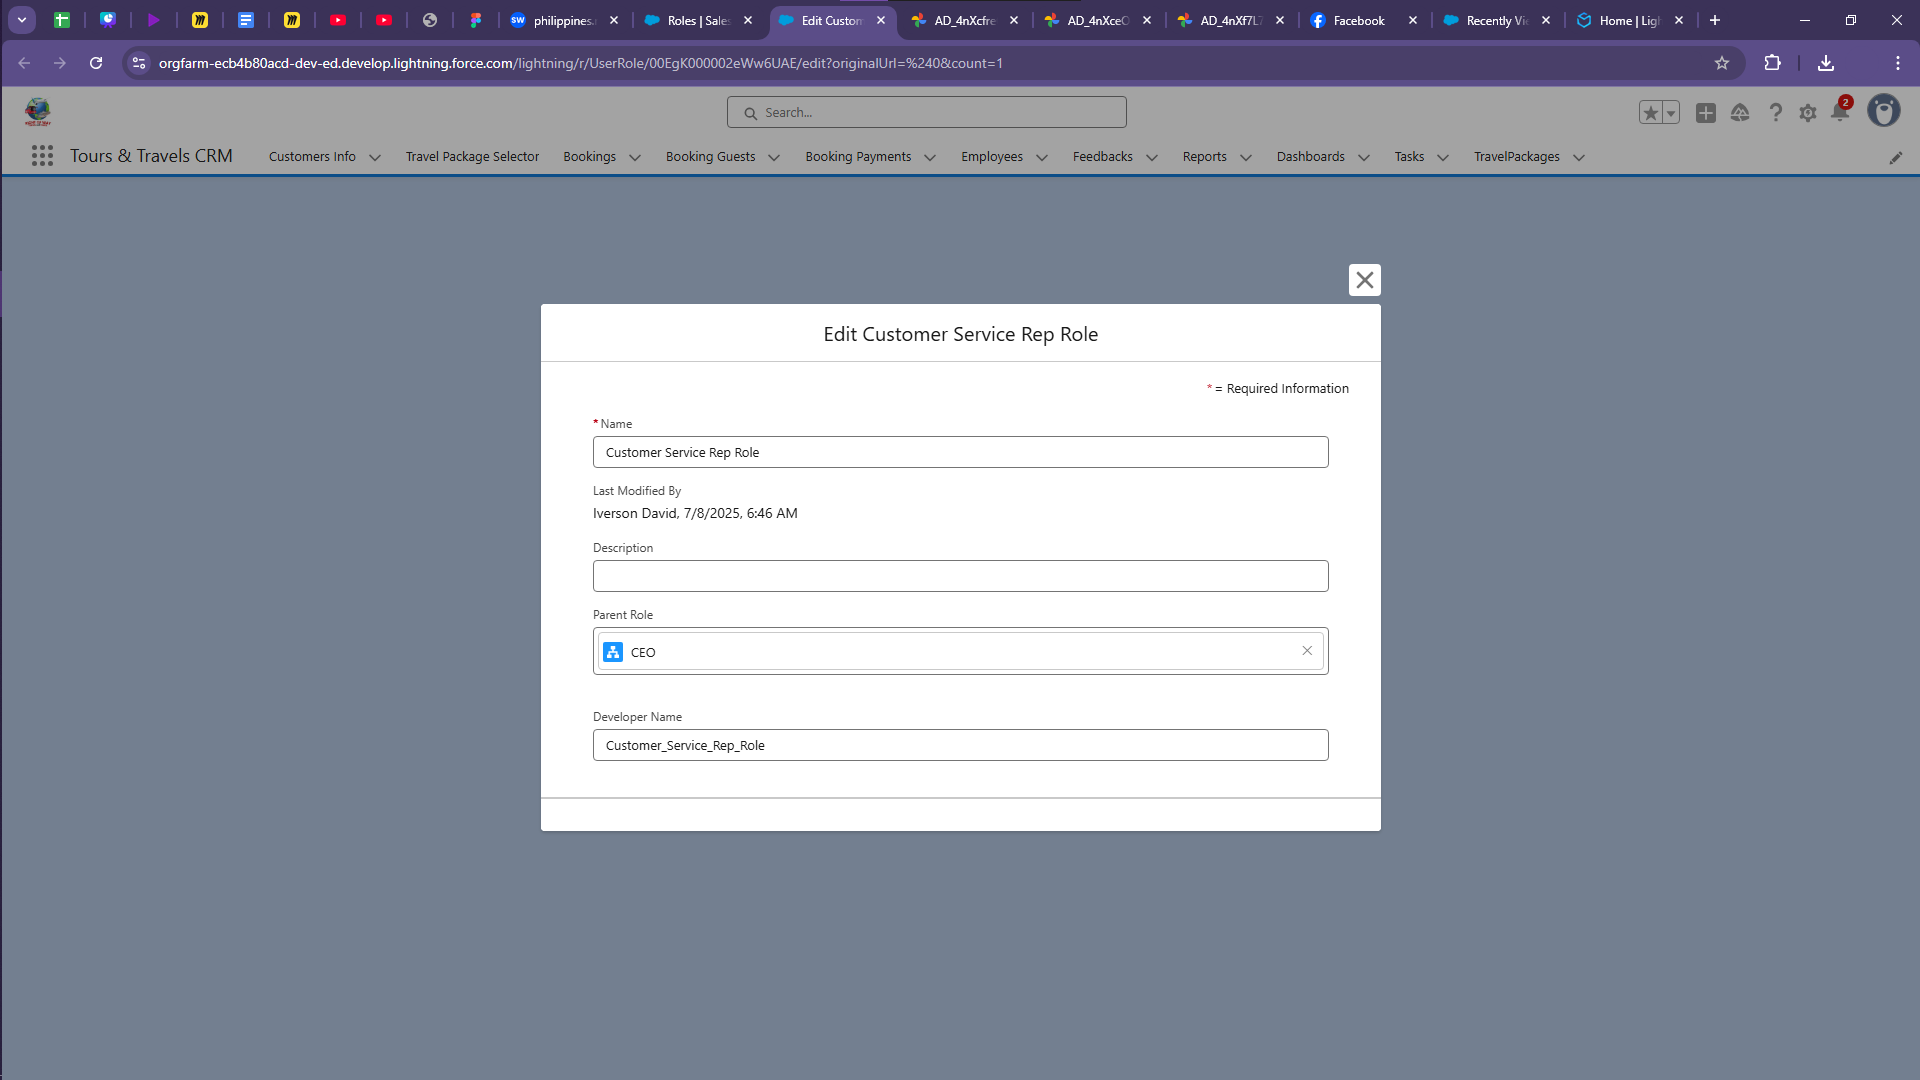 philippines.
Roles | Sales
Edit Custom
AD_4nXcfre
AD_4nXceO
AD_4nXf7L
Facebook
Recently Vie
Home | Ligh
orgfarm-ecb4b80acd-dev-ed.develop.lightning.force.com/lightning/r/UserRole/00EgK000002eWw6UAE/edit?originalUrl=%240&count=1
Search...
2
Tours & Travels CRM
Customers Info
Travel Package Selector
Bookings
Booking Guests
Booking Payments
Employees
Feedbacks
Reports
Dashboards
Tasks
TravelPackages
Edit Customer Service Rep Role
* = Required Information
* Name
Customer Service Rep Role
Last Modified By
Iverson David, 7/8/2025, 6:46 AM
Description
Parent Role
CEO
Developer Name
Customer_Service_Rep_Role